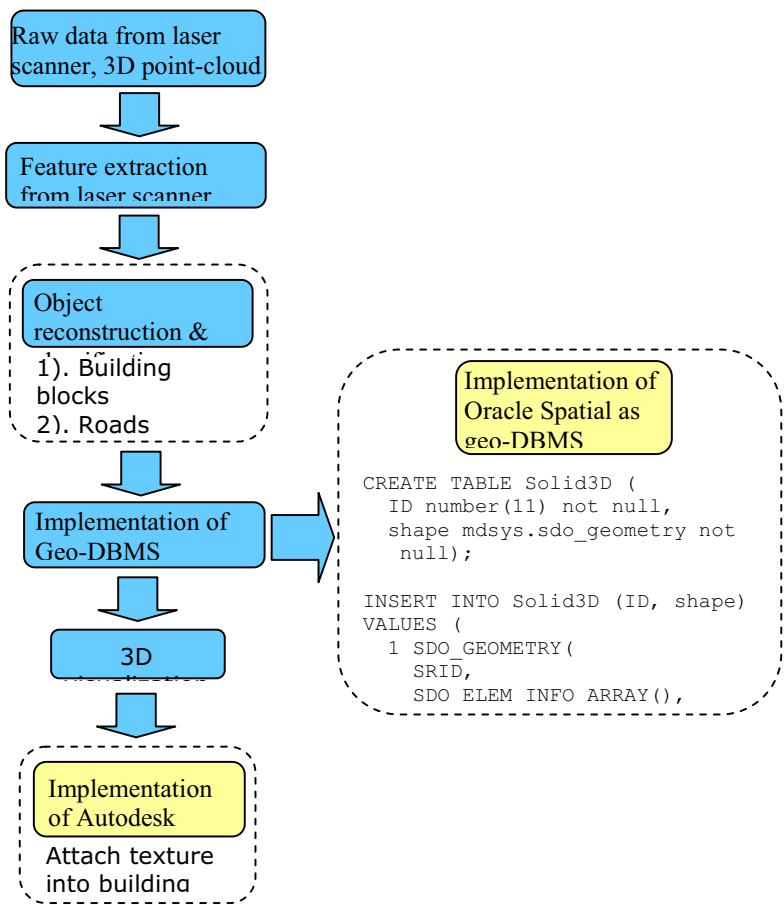 Raw data from laser
scanner, 3D point-cloud
Feature extraction
from laser scanner
Object
reconstruction &
1). Building
blocks
2). Roads
Implementation of
Geo-DBMS
3D
visualization
Implementation
of Autodesk
Attach texture
into building
Implementation of
Oracle Spatial as
geo-DBMS
CREATE TABLE Solid3D (
ID number(11) not null,
shape mdsys.sdo_geometry not
null);
INSERT INTO Solid3D (ID, shape)
VALUES (
1 SDO_GEOMETRY(
SRID,
SDO_ELEM_INFO_ARRAY(),